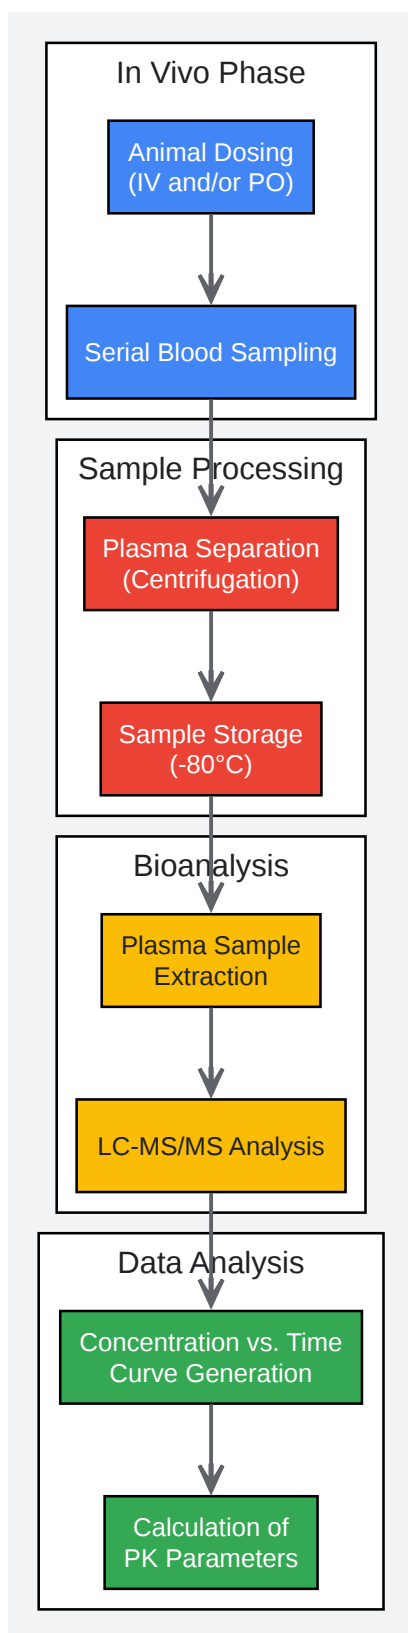 In Vivo Phase
Animal Dosing
(IV and/or PO)
Serial Blood Sampling
Sample Processing
Plasma Separation
(Centrifugation)
Sample Storage
(-80°C)
Bioanalysis
Plasma Sample
Extraction
LC-MS/MS Analysis
Data Analysis
Concentration vs. Time
Curve Generation
Calculation of
PK Parameters